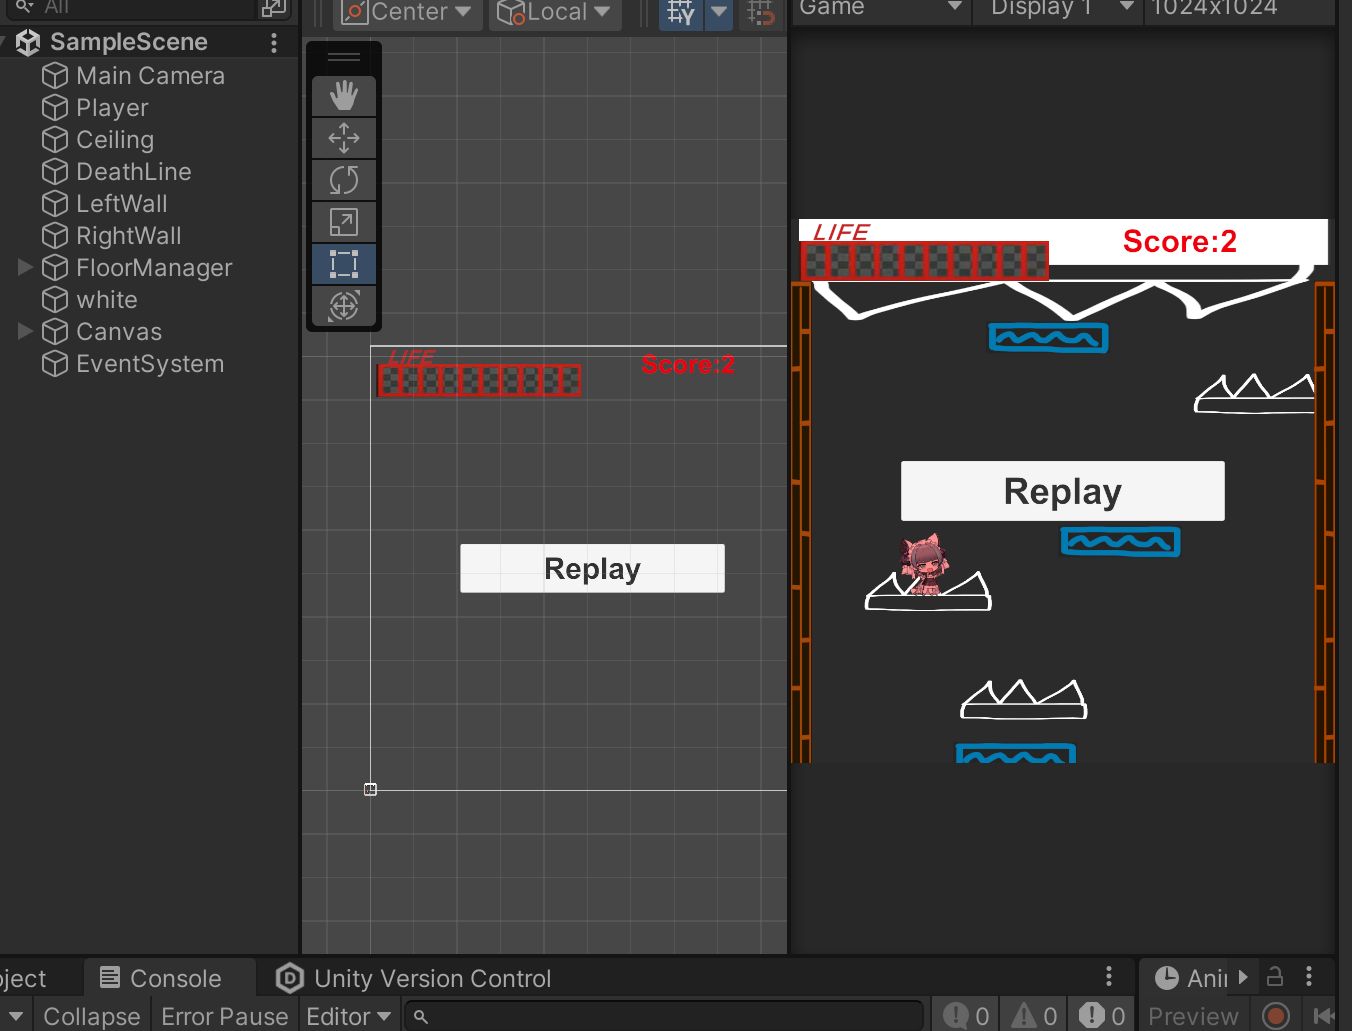 All
SampleScene
Main Camera
Player
Ceiling
DeathLine
LeftWall
RightWall
FloorManager
white
Canvas
EventSystem
Center
Local
LIFE
Score:2
Replay
Game
Display 1
1024x1024
LIFE
Score:2
Replay
Console
Unity Version Control
Collapse
Error Pause
Editor
0
0
0
Preview